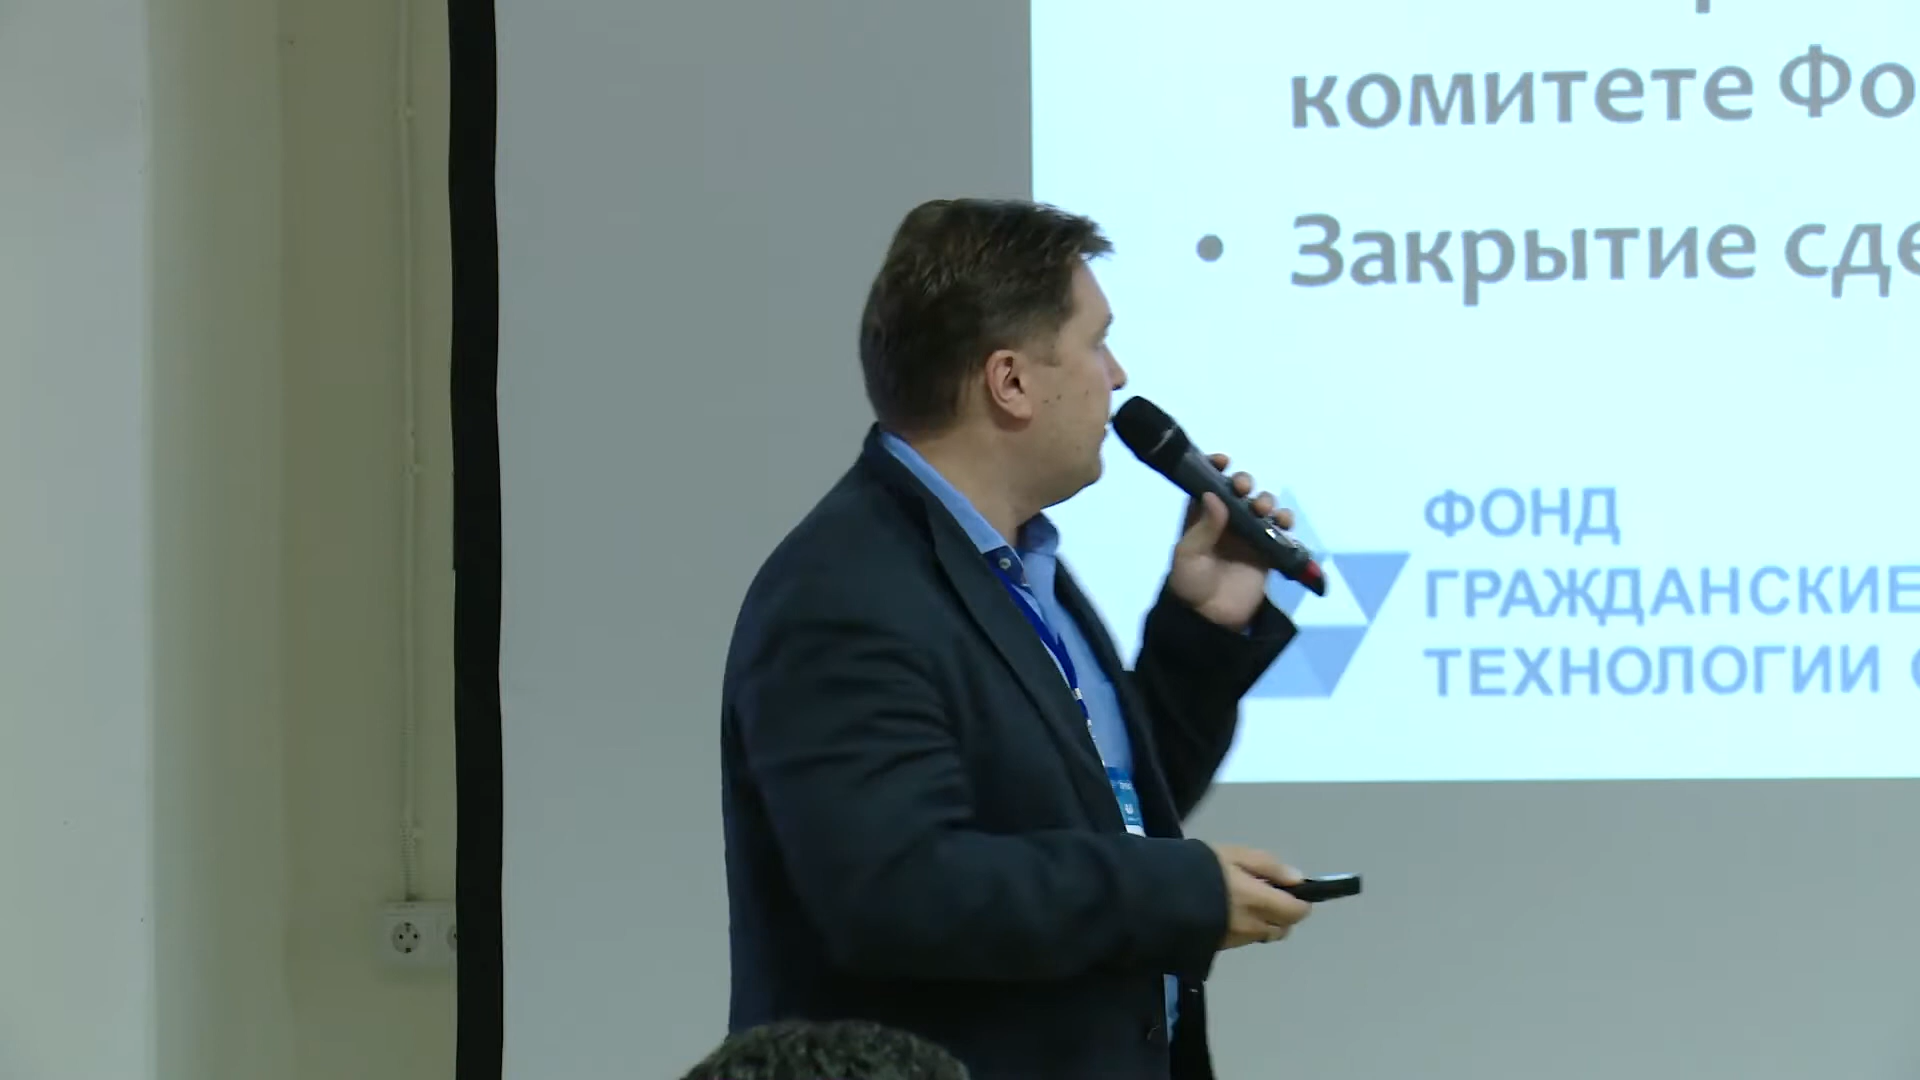 комитете Фо
• Закрытие сде
ФОНД
ГРАЖДАНСКИЕ
ТЕХНОЛОГИИ